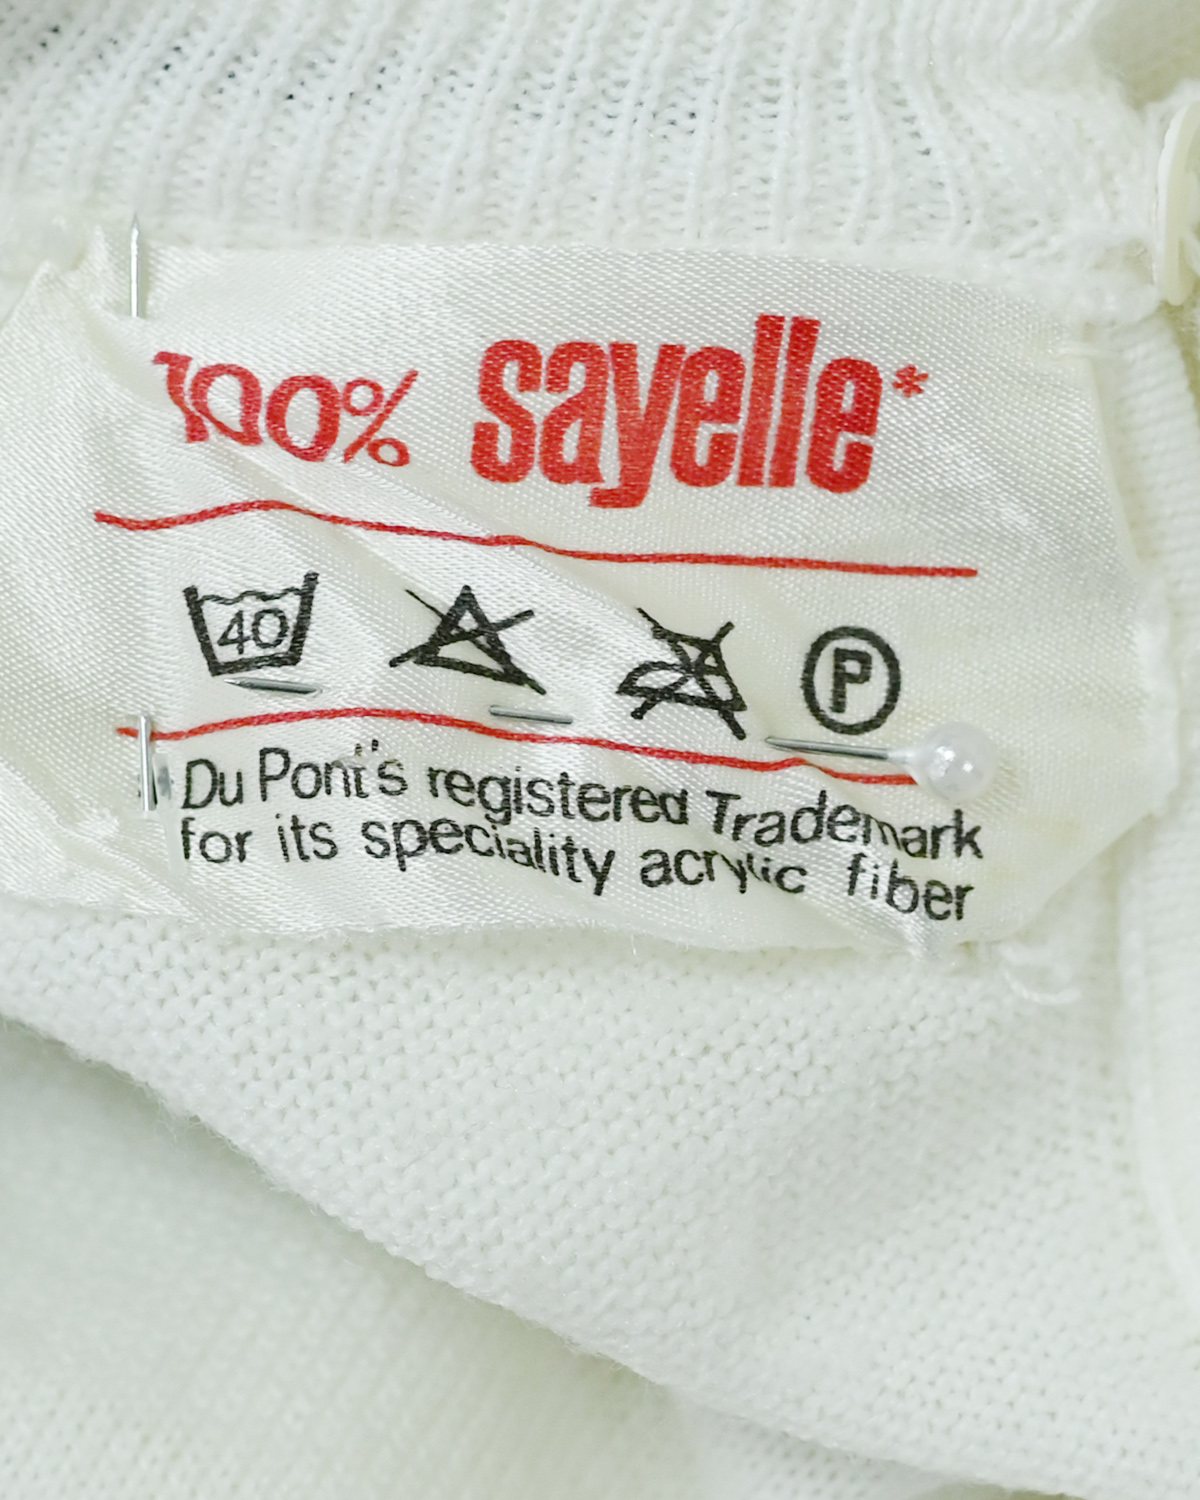 100% sayelle*
40 P
* Du Pont's registered Trademark
for its speciality acrylic fiber